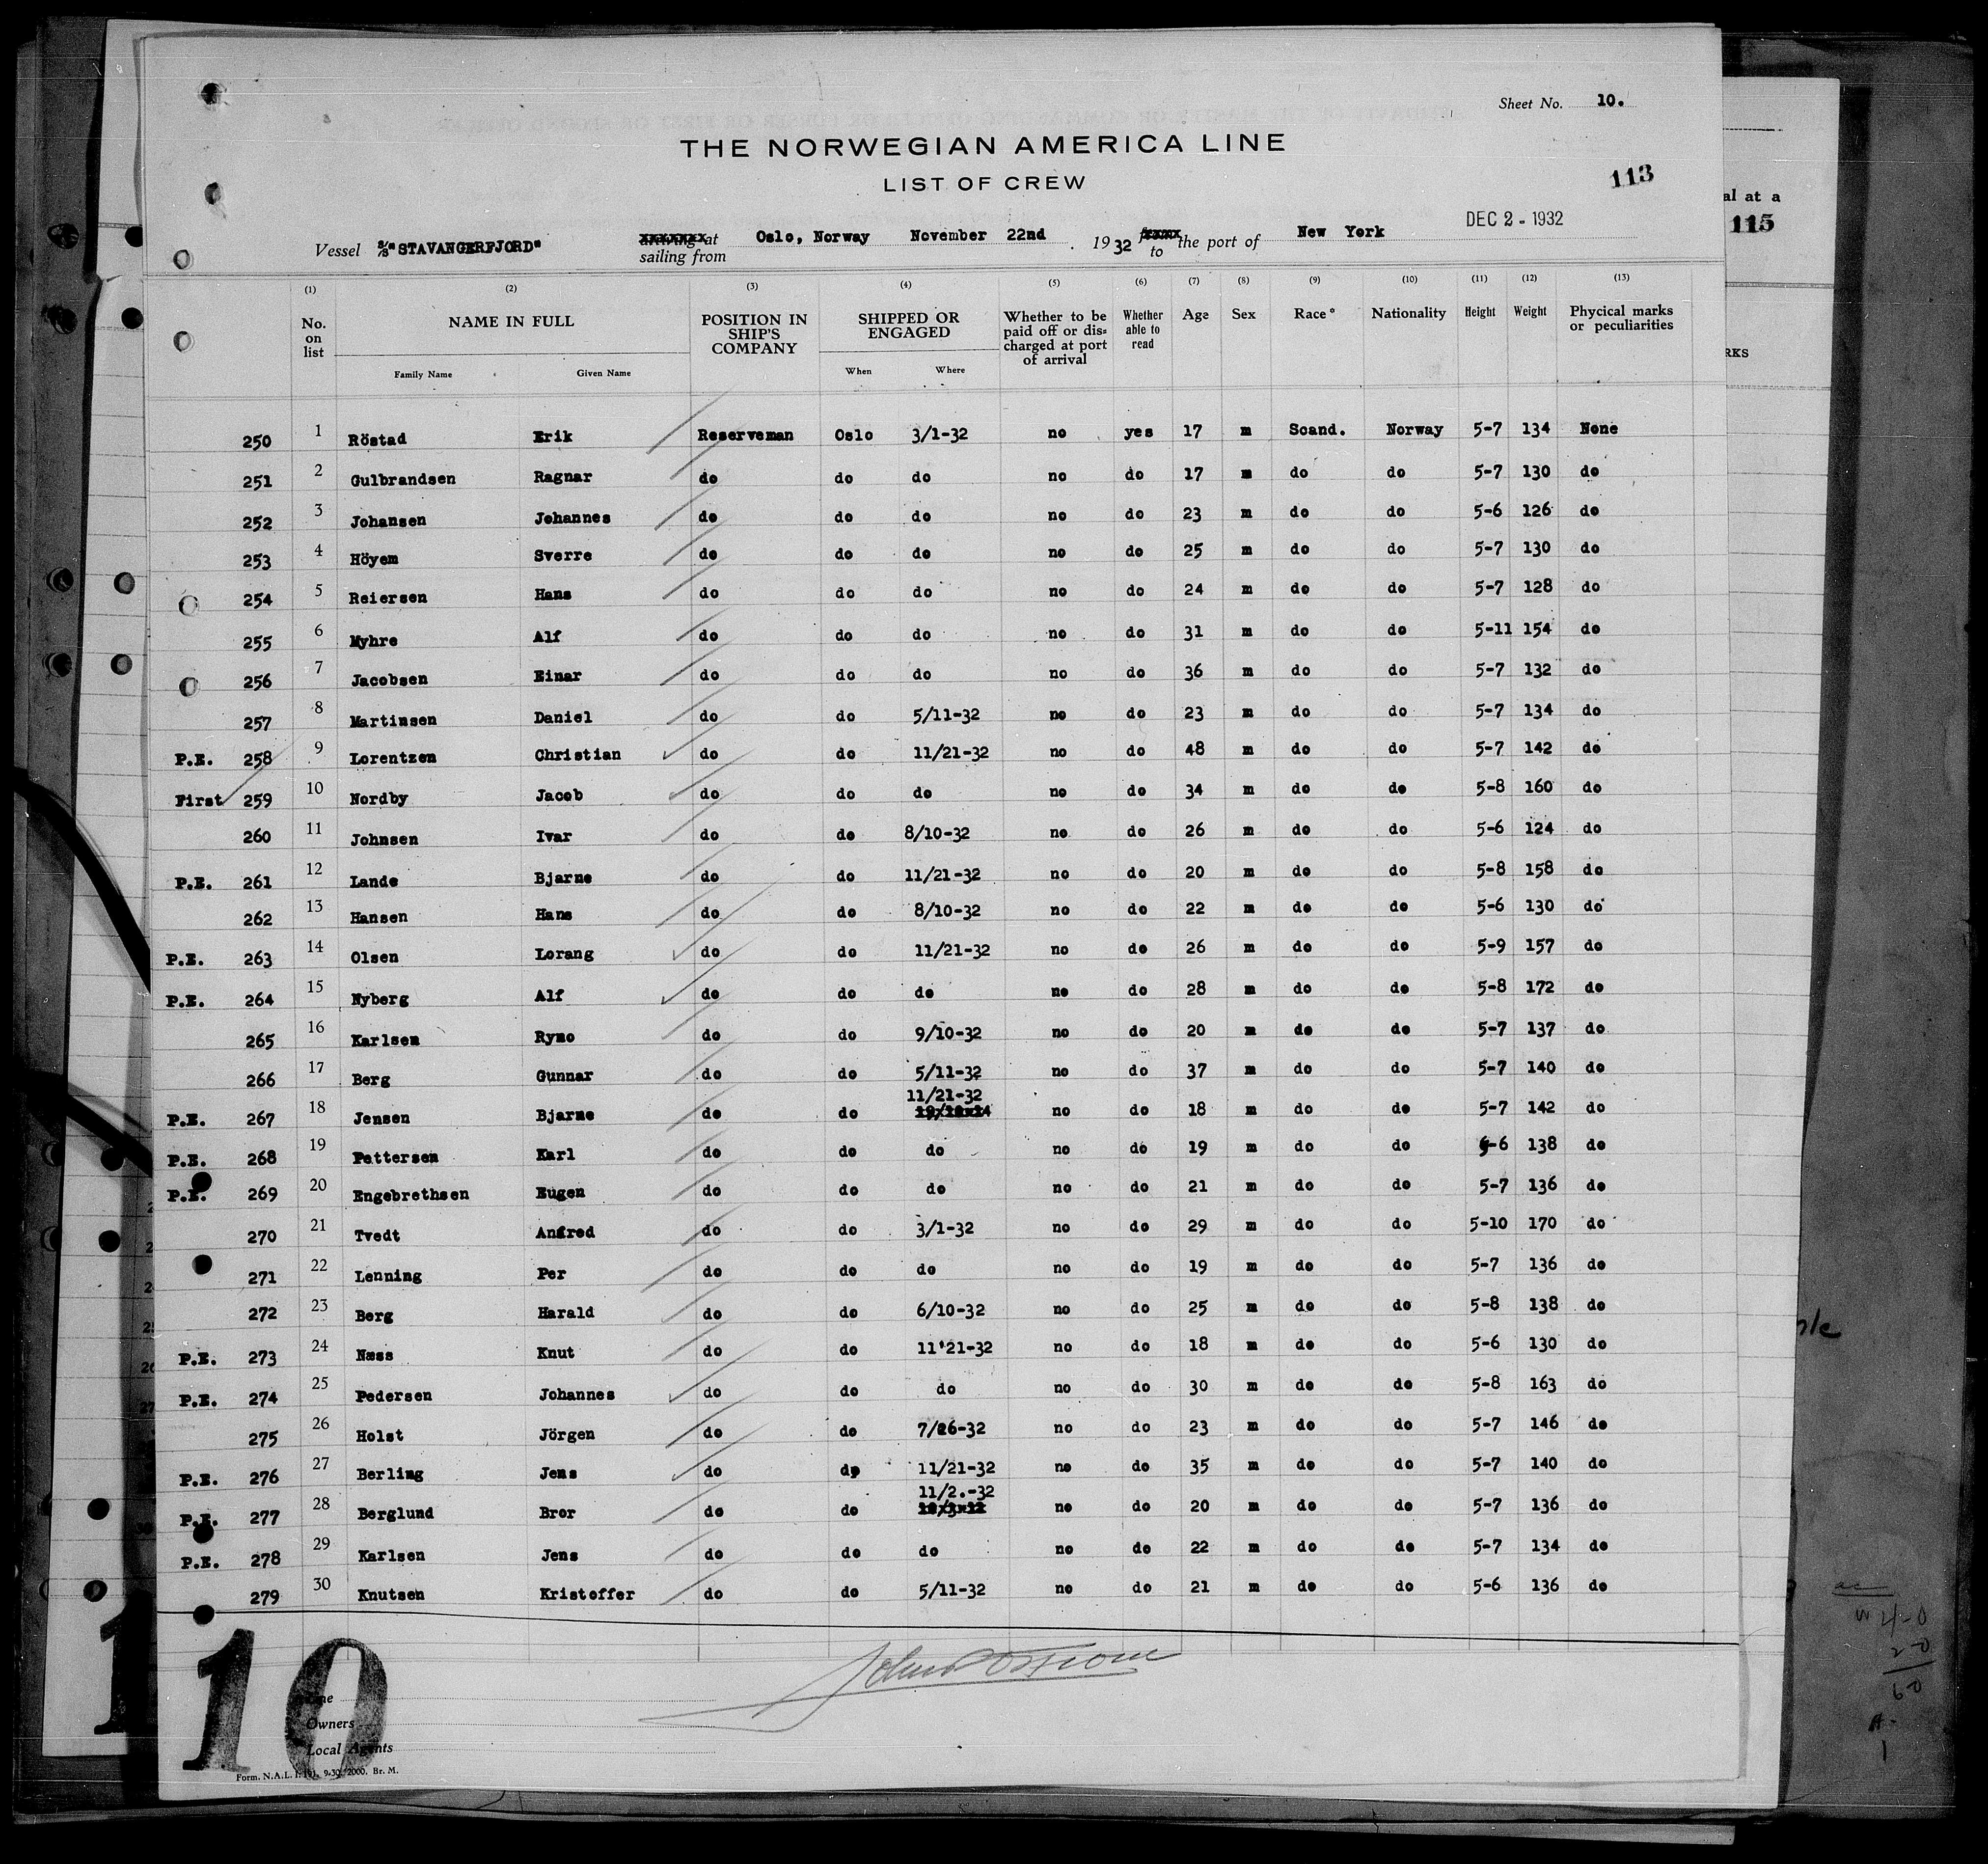 Sheet No. 10.
THE NORWEGIAN AMERICA LINE
LIST OF CREW
113
al at a
115
DEC 2 - 1932
Vessel S/S "STAVANGERFJORD" arriving at sailing from Oslo, Norway November 22nd . 1932 to the port of New York
(1) (2) (3) (4) (5) (6) (7) (8) (9) (10) (11) (12) (13)
No. on list NAME IN FULL POSITION IN SHIP'S COMPANY SHIPPED OR ENGAGED Whether to be paid off or dis-charged at port of arrival Whether able to read Age Sex Race* Nationality Height Weight Physical marks or peculiarities
RKS
Family Name Given Name When Where
250 1 Röstad Erik Reserveman Oslo 3/1-32 no yes 17 m Scand. Norway 5-7 134 None
251 2 Gulbrandsen Ragnar do do do no do 17 m do do 5-7 130 do
252 3 Johansen Johannes do do do no do 23 m do do 5-6 126 do
253 4 Höyem Sverre do do do no do 25 m do do 5-7 130 do
254 5 Reiersen Hans do do do no do 24 m do do 5-7 128 do
255 6 Myhre Alf do do do no do 31 m do do 5-11 154 do
256 7 Jacobsen Einar do do do no do 36 m do do 5-7 132 do
257 8 Martinsen Daniel do do 5/11-32 no do 23 m do do 5-7 134 do
P.E. 258 9 Lorentzen Christian do do 11/21-32 no do 48 m do do 5-7 142 do
First 259 10 Nordby Jacob do do do no do 34 m do do 5-8 160 do
260 11 Johnsen Ivar do do 8/10-32 no do 26 m do do 5-6 124 do
P.E. 261 12 Lande Bjarne do do 11/21-32 no do 20 m do do 5-8 158 do
262 13 Hansen Hans do do 8/10-32 no do 22 m do do 5-6 130 do
P.E. 263 14 Olsen Lorang do do 11/21-32 no do 26 m do do 5-9 157 do
P.E. 264 15 Nyberg Alf do do do no do 28 m do do 5-8 172 do
265 16 Karlsen Ryno do do 9/10-32 no do 20 m do do 5-7 137 do
266 17 Berg Gunnar do do 5/11-32 no do 37 m do do 5-7 140 do
P.E. 267 18 Jensen Bjarne do do 11/21-32 no do 18 m do do 5-7 142 do
P.E. 268 19 Pettersen Karl do do do no do 19 m do do 5-6 138 do
P.E. 269 20 Engebrethsen Eugen do do do no do 21 m do do 5-7 136 do
270 21 Tvedt Anfred do do 3/1-32 no do 29 m do do 5-10 170 do
271 22 Lenning Per do do do no do 19 m do do 5-7 136 do
272 23 Berg Harald do do 6/10-32 no do 25 m do do 5-8 138 do
P.E. 273 24 Næss Knut do do 11'21-32 no do 18 m do do 5-6 130 do
P.E. 274 25 Pedersen Johannes do do do no do 30 m do do 5-8 163 do
275 26 Holst Jörgen do do 7/26-32 no do 23 m do do 5-7 146 do
P.E. 276 27 Berling Jens do do 11/21-32 no do 35 m do do 5-7 140 do
P.E. 277 28 Berglund Bror do do 11/2.-32 no do 20 m do do 5-7 136 do
P.E. 278 29 Karlsen Jens do do do no do 22 m do do 5-7 134 do
279 30 Knutsen Kristoffer do do 5/11-32 no do 21 m do do 5-6 136 do
10
Line
Owners
Local Agents
Form. N.A.L. 9-30. 2000. Br. M.